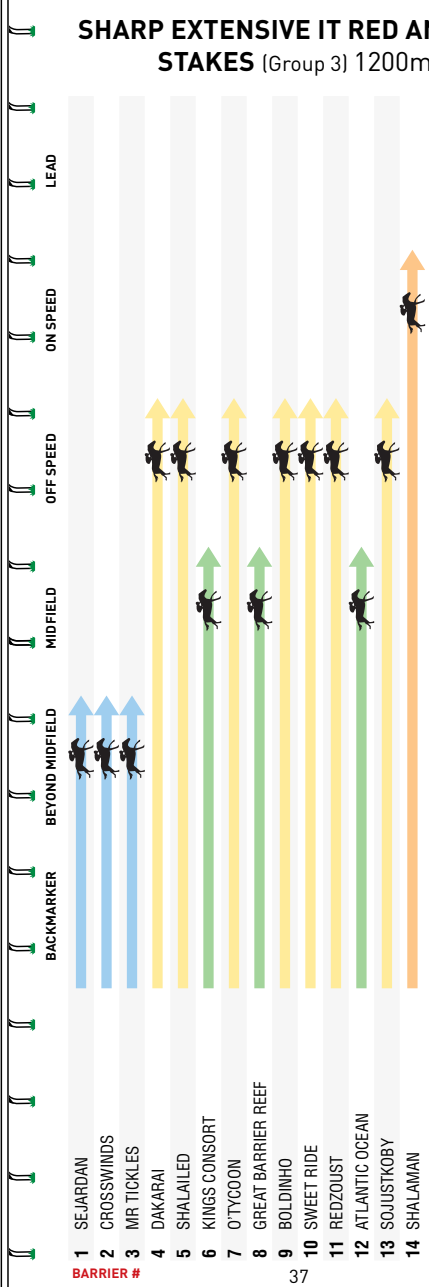 SHARP EXTENSIVE IT RED AN
STAKES (Group 3) 1200m
LEAD
ON SPEED
OFF SPEED
MIDFIELD
BEYOND MIDFIELD
BACKMARKER
1 SEJARDAN
2 CROSSWINDS
3 MR TICKLES
4 DAKARAI
5 SHALAILED
6 KINGS CONSORT
7 O'TYCOON
8 GREAT BARRIER REEF
9 BOLDINHO
10 SWEET RIDE
11 REDZOUST
12 ATLANTIC OCEAN
13 SOJUSTKOBY
14 SHALAMAN
BARRIER #
37